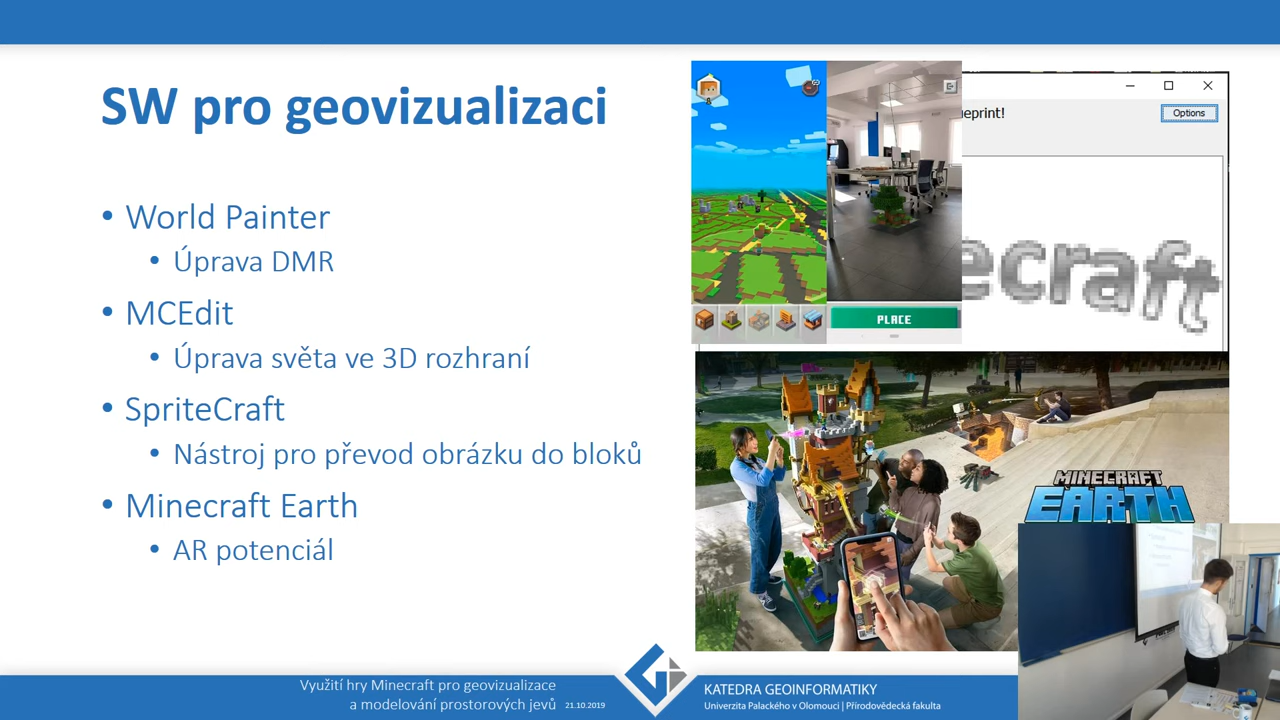 SW pro geovizualizaci
• World Painter
• Úprava DMR
• MCEdit
• Úprava světa ve 3D rozhraní
• SpriteCraft
• Nástroj pro převod obrázku do bloků
• Minecraft Earth
• AR potenciál
eprint!
Options
ecraft
PLACE
MINECRAFT
EARTH
Využití hry Minecraft pro geovizualizace
a modelování prostorových jevů 21.10.2019
KATEDRA GEOINFORMATIKY
Univerzita Palackého v Olomouci | Přírodovědecká fakulta